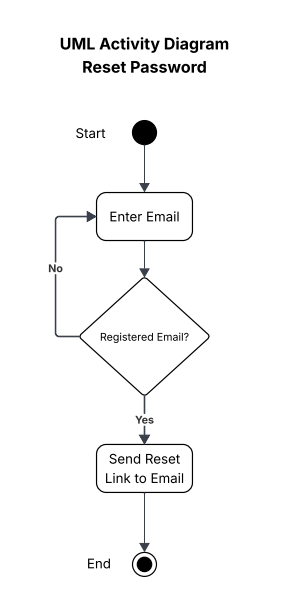 UML Activity Diagram
Reset Password
Start
Enter Email
No
Registered Email?
Yes
Send Reset
Link to Email
End